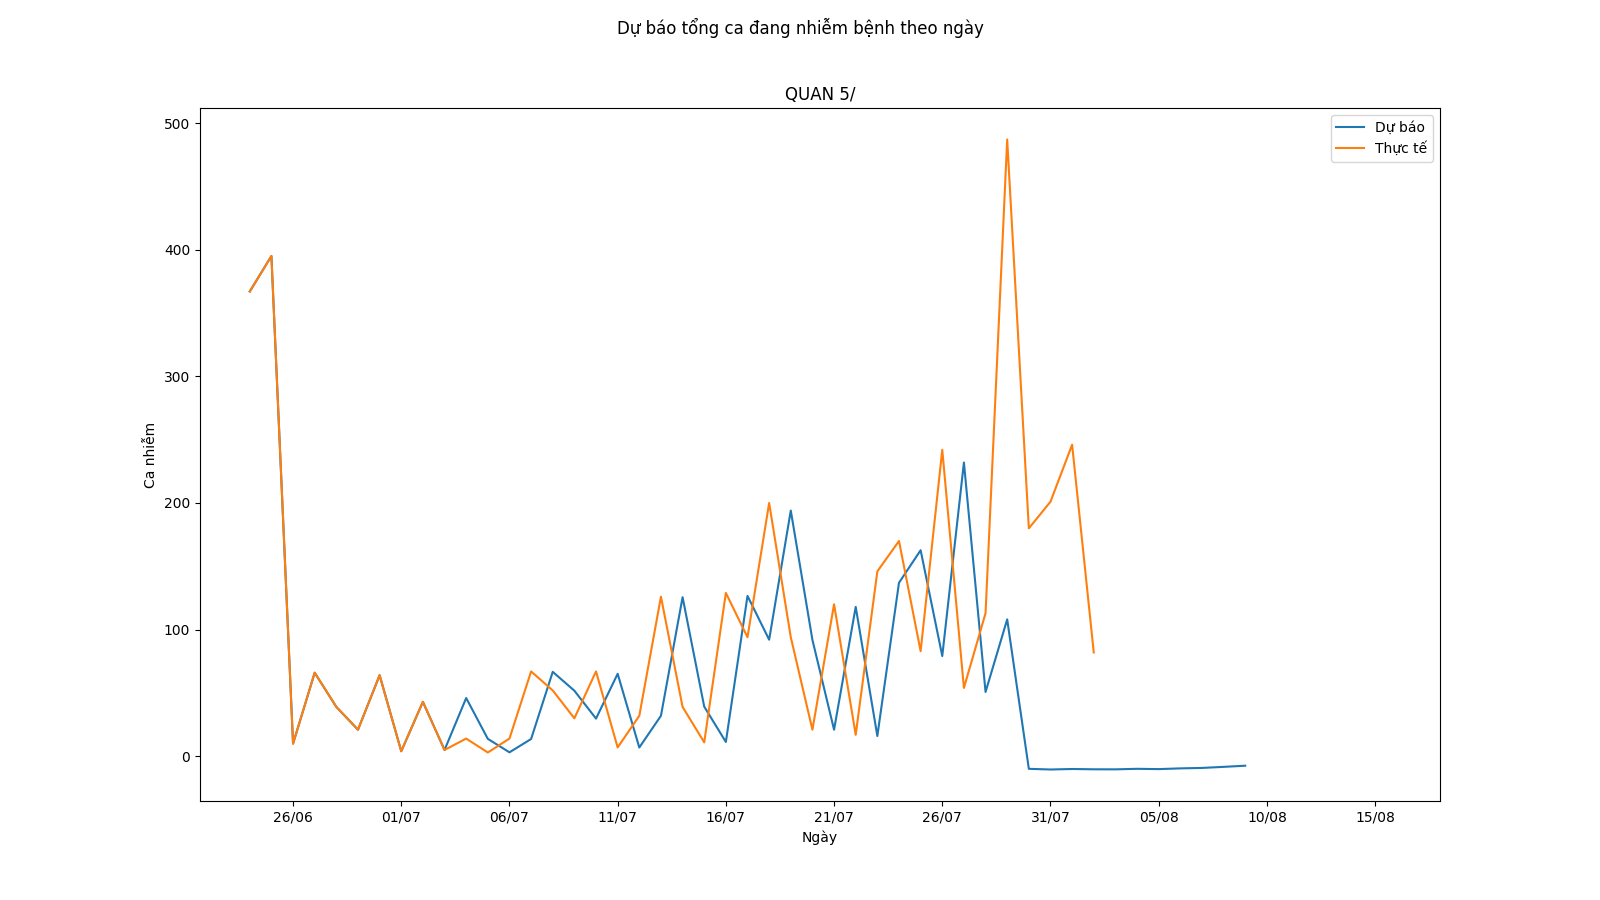 Dự báo tổng ca đang nhiễm bệnh theo ngày
QUAN 5/
Dự báo
Thực tế
500
400
300
200
100
0
Ca nhiễm
26/06 01/07 06/07 11/07 16/07 21/07 26/07 31/07 05/08 10/08 15/08
Ngày